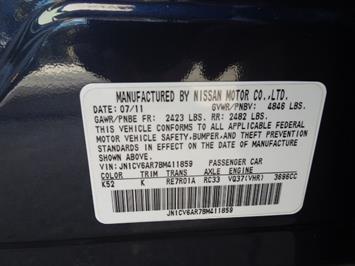 MANUFACTURED BY NISSAN MOTOR CO.,LTD.
DATE: 07/11 GVWR/PNBV: 4846 LBS.
GAWR/PNBE FR: 2423 LBS. RR: 2482 LBS.
THIS VEHICLE CONFORMS TO ALL APPLICABLE FEDERAL
MOTOR VEHICLE SAFETY,BUMPER,AND THEFT PREVENTION
STANDARDS IN EFFECT ON THE DATE OF MANUFACTURE
SHOWN ABOVE.
VIN: JN1CV6AR7BM411859 PASSENGER CAR
COLOR TRIM TRANS AXLE ENGINE
K52 K RE7R01A RC33 VQ37(VHR) 3696CC
JN1CV6AR7BM411859